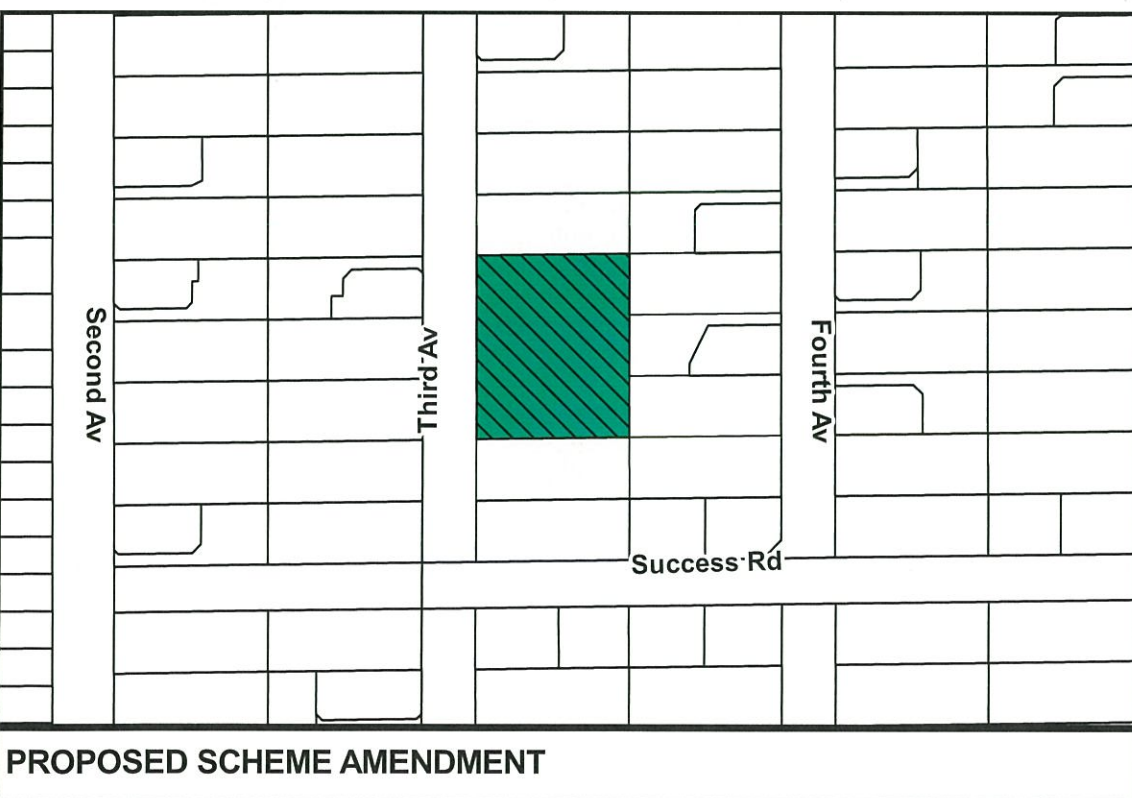 Second Av
Third Av
Fourth Av
Success Rd
PROPOSED SCHEME AMENDMENT